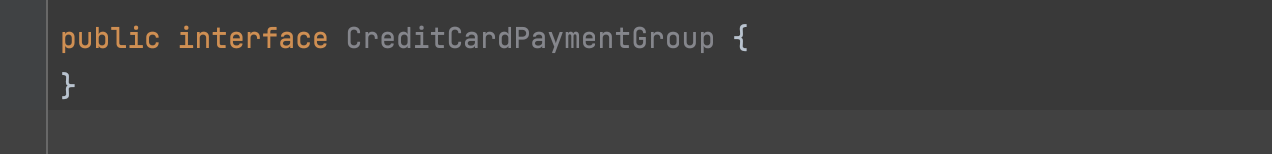 public interface CreditCardPaymentGroup {
}